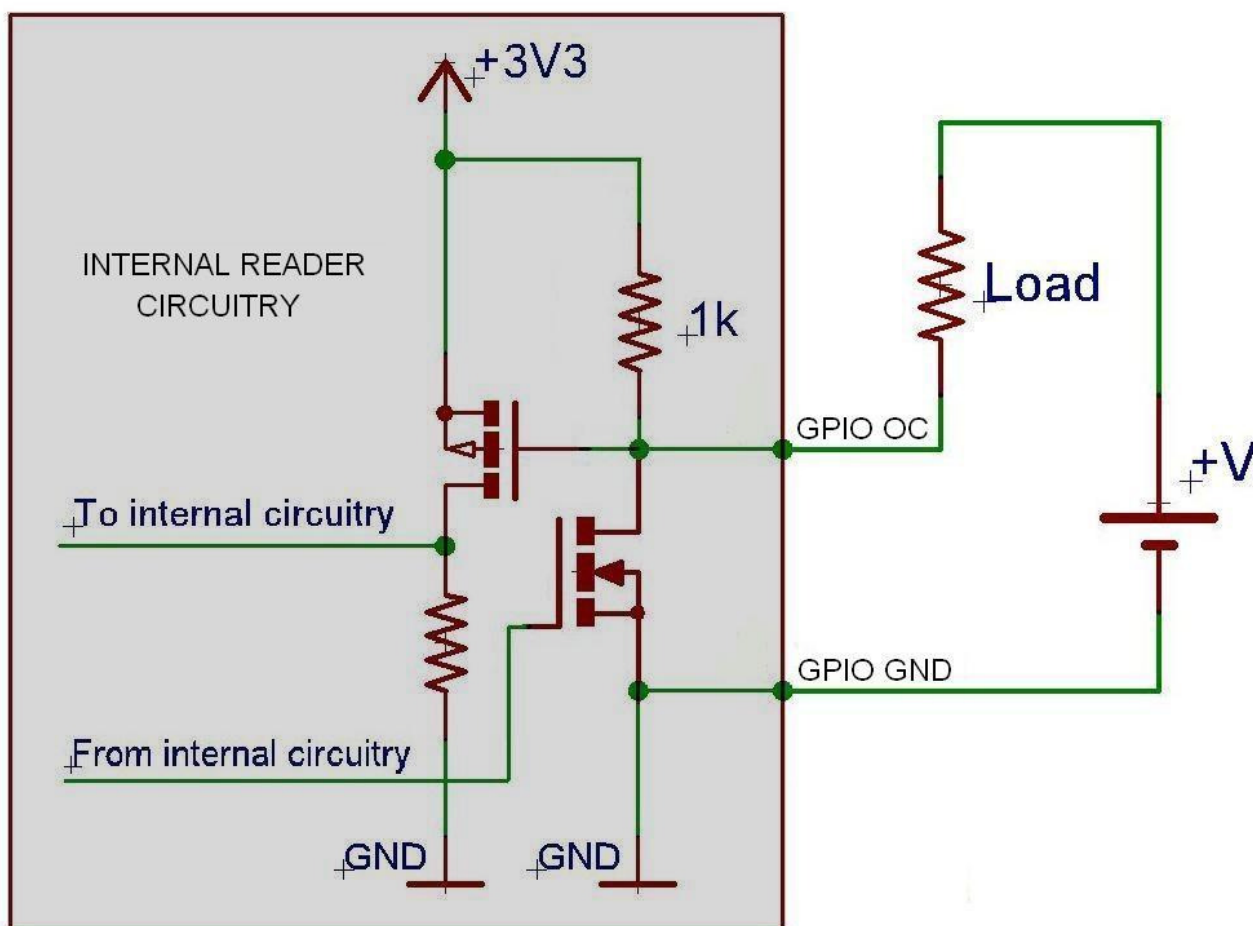 +3V3
INTERNAL READER
CIRCUITRY
1k
Load
GPIO OC
+V
To internal circuitry
GPIO GND
From internal circuitry
GND
GND